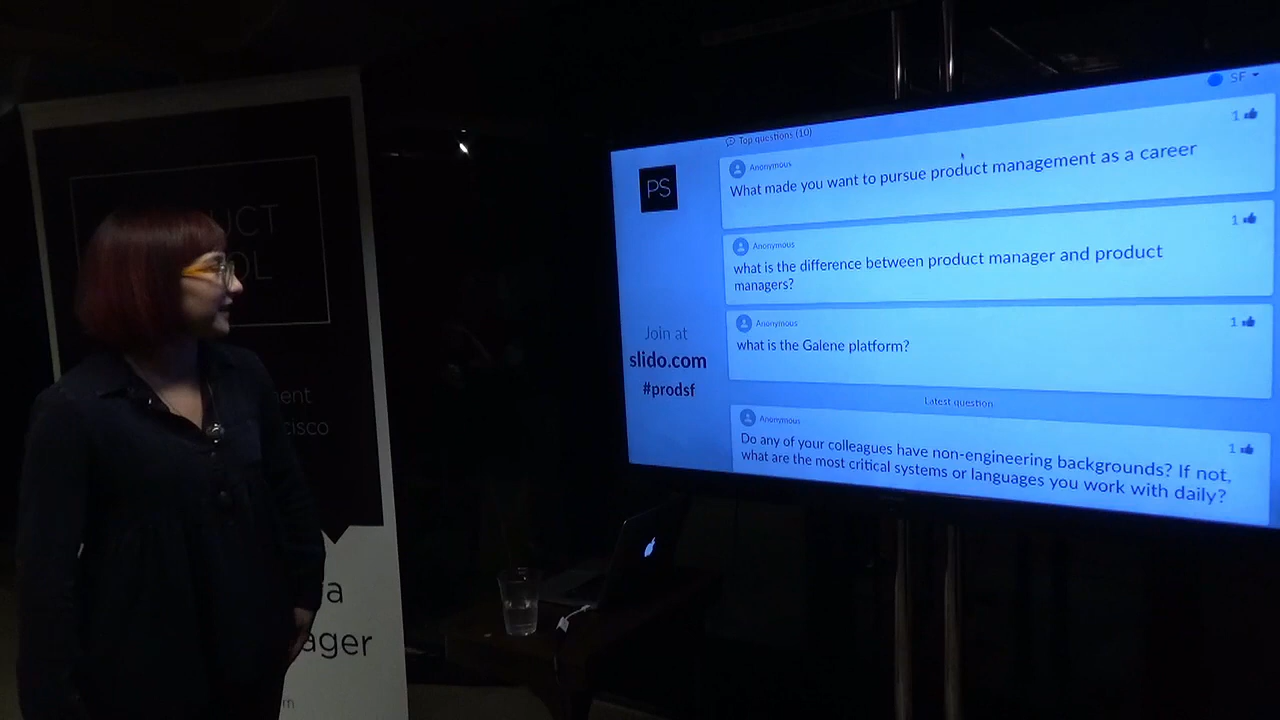 UCT
OL
ent
cisco
a
ager
m
SF
Top questions (10)
PS
Join at
slido.com
#prodsf
Anonymous
1
What made you want to pursue product management as a career
Anonymous
1
what is the difference between product manager and product
managers?
Anonymous
1
what is the Galene platform?
Latest question
Anonymous
1
Do any of your colleagues have non-engineering backgrounds? If not,
what are the most critical systems or languages you work with daily?